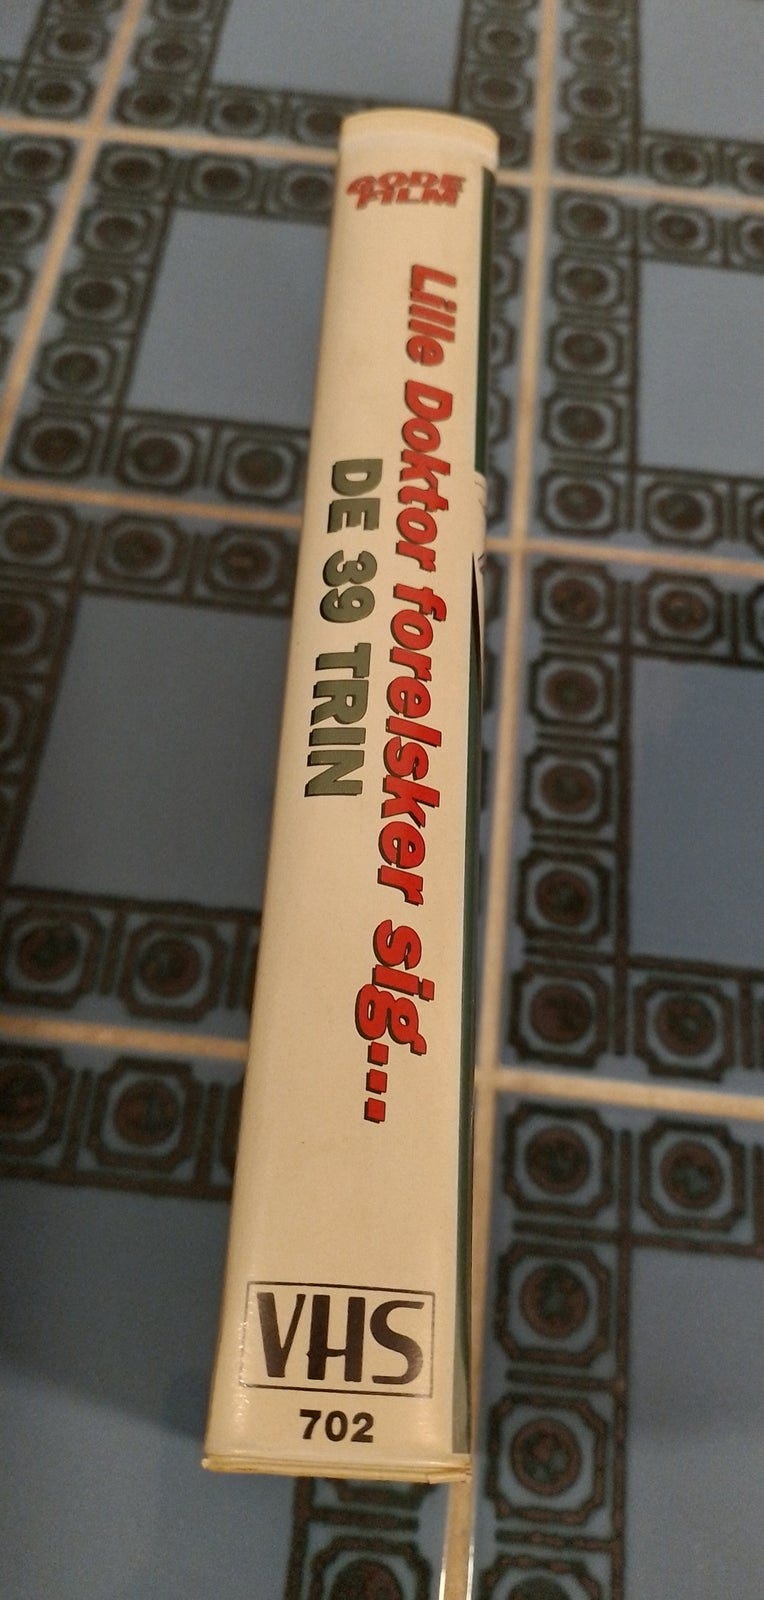 GODE
FILM
Lille Doktor forelsker sig...
DE 39 TRIN
VHS
702